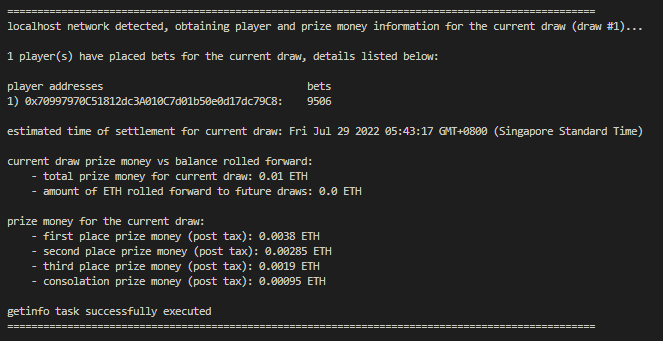 ==================================================================================================
localhost network detected, obtaining player and prize money information for the current draw (draw #1)...
1 player(s) have placed bets for the current draw, details listed below:
player addresses bets
1) 0x70997970C51812dc3A010C7d01b50e0d17dc79C8: 9506
estimated time of settlement for current draw: Fri Jul 29 2022 05:43:17 GMT+0800 (Singapore Standard Time)
current draw prize money vs balance rolled forward:
- total prize money for current draw: 0.01 ETH
- amount of ETH rolled forward to future draws: 0.0 ETH
prize money for the current draw:
- first place prize money (post tax): 0.0038 ETH
- second place prize money (post tax): 0.00285 ETH
- third place prize money (post tax): 0.0019 ETH
- consolation prize money (post tax): 0.00095 ETH
getinfo task successfully executed
==================================================================================================